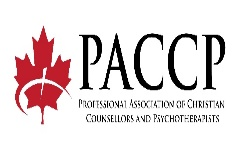 PACCP
PROFESSIONAL ASSOCIATION OF CHRISTIAN
COUNSELLORS AND PSYCHOTHERAPISTS